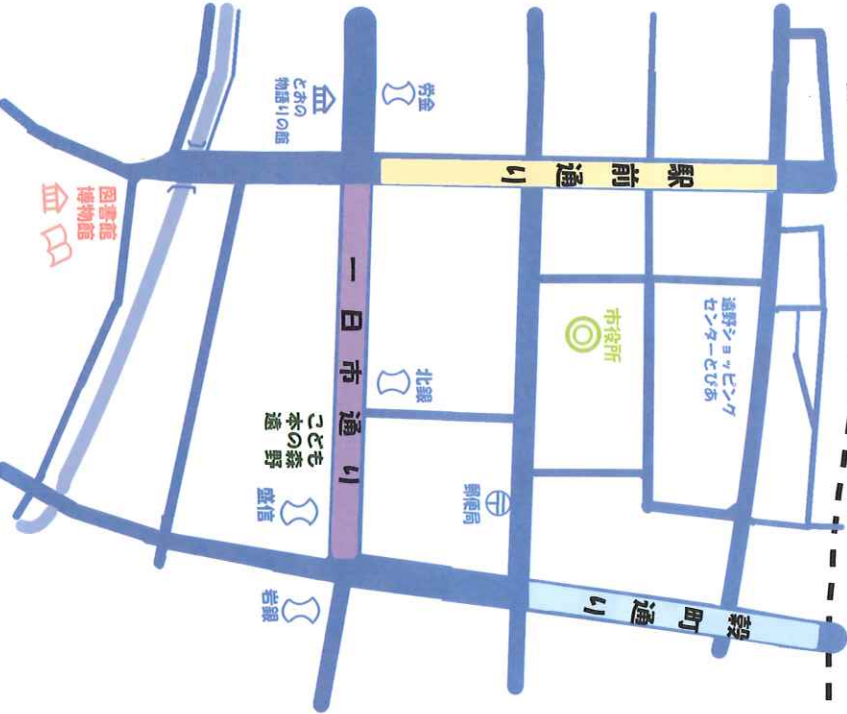 労金
とおの
物語りの館
駅前通り
図書館
博物館
一日市通り
市役所
遠野ショッピング
センターとぴあ
北銀
こども
本の森
遠野
郵便局
盛信
岩銀
穀町通り